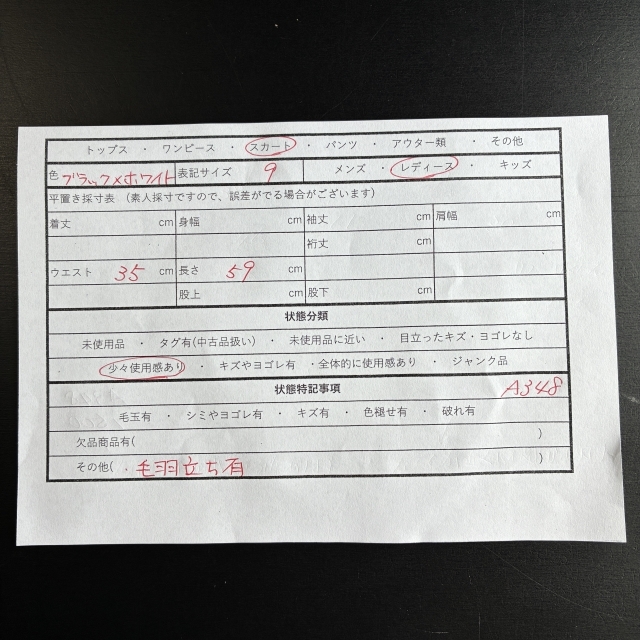 トップス ・ ワンピース ・ スカート ・ パンツ ・ アウター類 ・ その他
色 ブラック×ホワイト 表記サイズ 9 メンズ ・ レディース ・ キッズ
平置き採寸表 （素人採寸ですので、誤差がでる場合がございます）
着丈 cm 身幅 cm 袖丈 cm 肩幅 cm
裄丈 cm
ウエスト 35 cm 長さ 59 cm
股上 cm 股下 cm
状態分類
未使用品 ・ タグ有(中古品扱い) ・ 未使用品に近い ・ 目立ったキズ・ヨゴレなし
少々使用感あり ・ キズやヨゴレ有 ・全体的に使用感あり ・ ジャンク品
状態特記事項 A348
毛玉有 ・ シミやヨゴレ有 ・ キズ有 ・ 色褪せ有 ・ 破れ有
欠品商品有( )
その他( ・毛羽立ち有 )